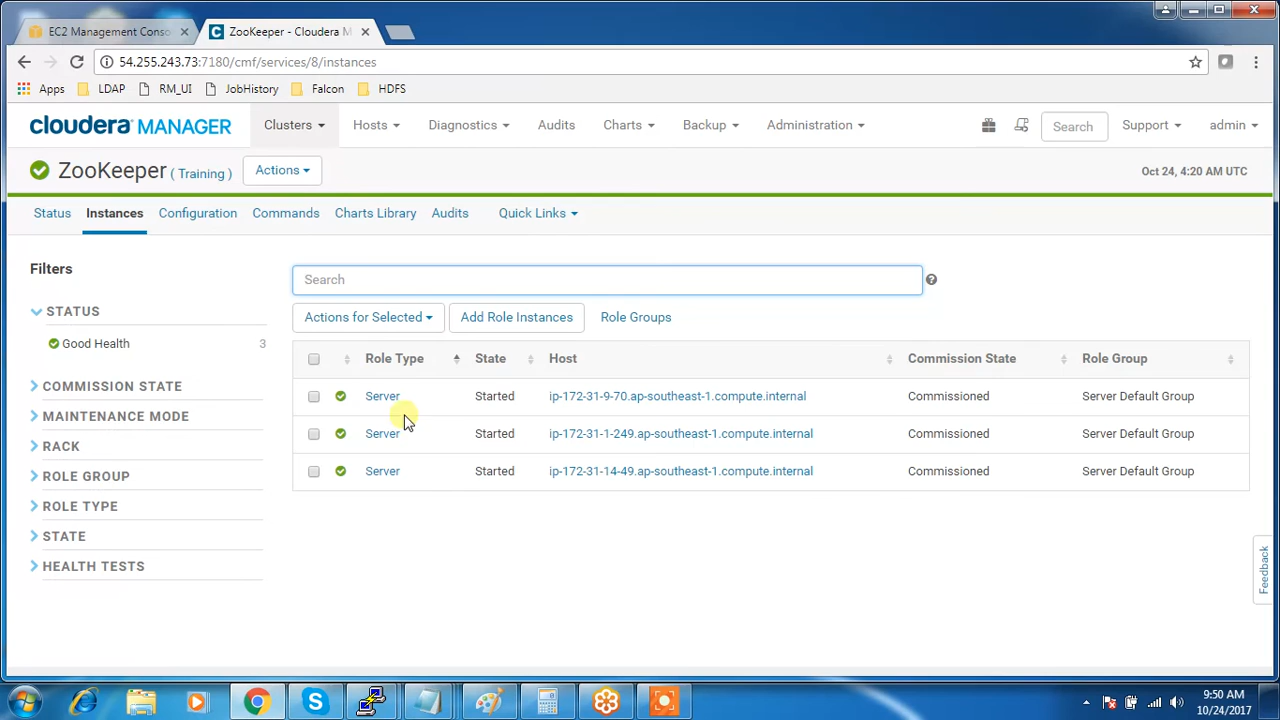 EC2 Management Conso
ZooKeeper - Cloudera M
54.255.243.73:7180/cmf/services/8/instances
Apps LDAP RM_UI JobHistory Falcon HDFS
cloudera MANAGER Clusters Hosts Diagnostics Audits Charts Backup Administration Search Support admin
ZooKeeper ( Training ) Actions Oct 24, 4:20 AM UTC
Status Instances Configuration Commands Charts Library Audits Quick Links
Filters
Search
STATUS
Good Health 3
COMMISSION STATE
MAINTENANCE MODE
RACK
ROLE GROUP
ROLE TYPE
STATE
HEALTH TESTS
Actions for Selected Add Role Instances Role Groups
Role Type State Host Commission State Role Group
Server Started ip-172-31-9-70.ap-southeast-1.compute.internal Commissioned Server Default Group
Server Started ip-172-31-1-249.ap-southeast-1.compute.internal Commissioned Server Default Group
Server Started ip-172-31-14-49.ap-southeast-1.compute.internal Commissioned Server Default Group
Feedback
9:50 AM
10/24/2017